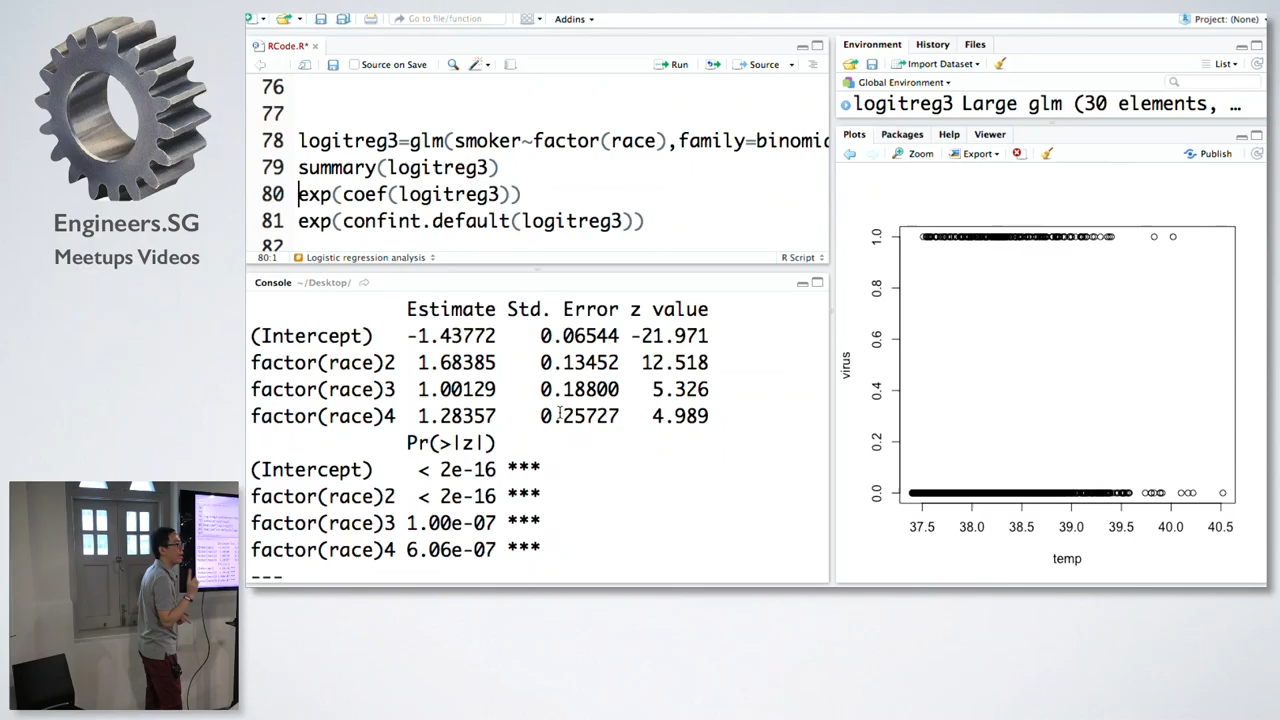 Go to file/function
Addins
Project: (None)
RCode.R*
Source on Save
Run
Source
76
77
78 logitreg3=glm(smoker~factor(race),family=binomia
79 summary(logitreg3)
80 exp(coef(logitreg3))
81 exp(confint.default(logitreg3))
82
80:1
Logistic regression analysis
R Script
Console ~/Desktop/
Estimate Std. Error z value
(Intercept) -1.43772 0.06544 -21.971
factor(race)2 1.68385 0.13452 12.518
factor(race)3 1.00129 0.18800 5.326
factor(race)4 1.28357 0.25727 4.989
Pr(>|z|)
(Intercept) < 2e-16 ***
factor(race)2 < 2e-16 ***
factor(race)3 1.00e-07 ***
factor(race)4 6.06e-07 ***
---
Environment History Files
Import Dataset
List
Global Environment
logitreg3 Large glm (30 elements, …
Plots Packages Help Viewer
Zoom Export Publish
1.0
0.8
0.6
0.4
0.2
0.0
virus
37.5 38.0 38.5 39.0 39.5 40.0 40.5
temp
Engineers.SG
Meetups Videos